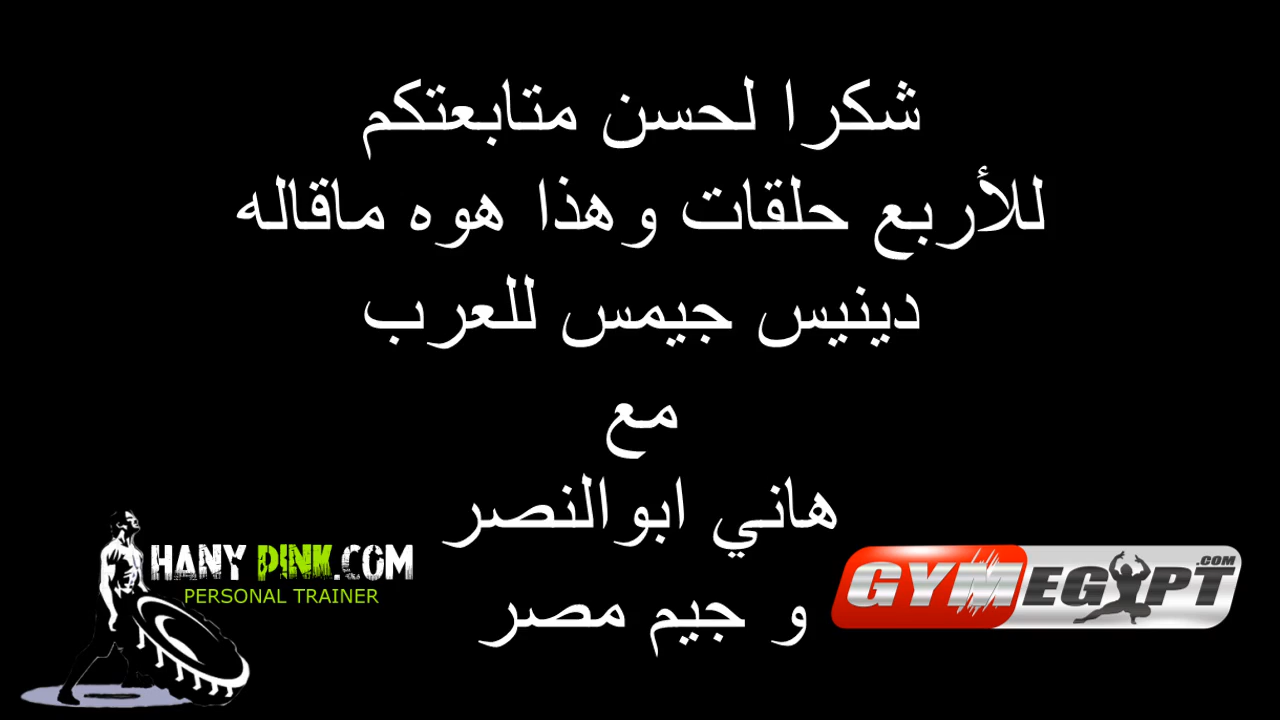 شكرا لحسن متابعتكم
للأربع حلقات وهذا هوه ماقاله
دينيس جيمس للعرب
مع
هاني ابوالنصر
و جيم مصر
HANY PINK.COM
PERSONAL TRAINER
GYMEGYPT.COM